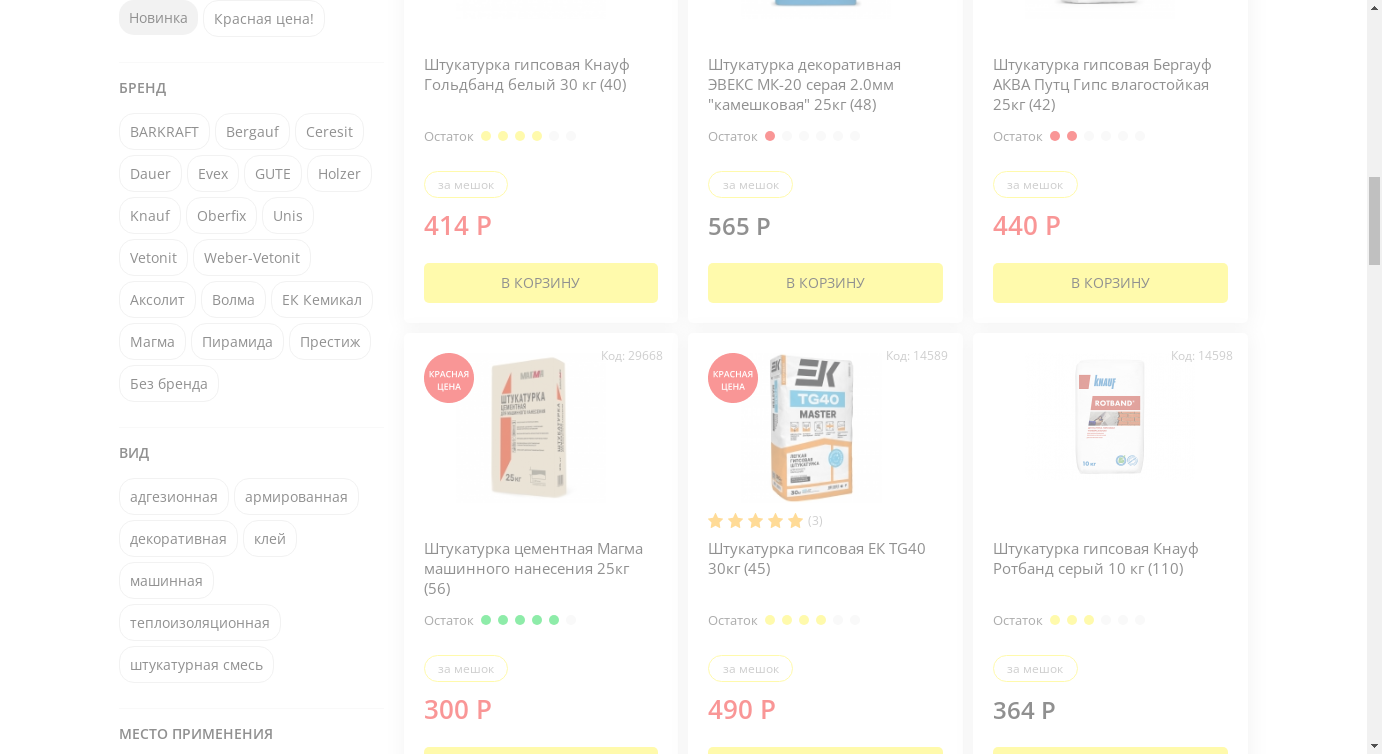 Новинка
Красная цена!
БРЕНД
BARKRAFT
Bergauf
Ceresit
Dauer
Evex
GUTE
Holzer
Knauf
Oberfix
Unis
Vetonit
Weber-Vetonit
Аксолит
Волма
ЕК Кемикал
Магма
Пирамида
Престиж
Без бренда
ВИД
адгезионная
армированная
декоративная
клей
машинная
теплоизоляционная
штукатурная смесь
МЕСТО ПРИМЕНЕНИЯ
Штукатурка гипсовая Кнауф
Гольдбанд белый 30 кг (40)
Остаток
за мешок
414 Р
В КОРЗИНУ
Штукатурка декоративная
ЭВЕКС МК-20 серая 2.0мм
"камешковая" 25кг (48)
Остаток
за мешок
565 Р
В КОРЗИНУ
Штукатурка гипсовая Бергауф
АКВА Путц Гипс влагостойкая
25кг (42)
Остаток
за мешок
440 Р
В КОРЗИНУ
Код: 29668
КРАСНАЯ
ЦЕНА
ШТУКАТУРКА
ЦЕМЕНТНАЯ
25кг
Штукатурка цементная Магма
машинного нанесения 25кг
(56)
Остаток
за мешок
300 Р
Код: 14589
КРАСНАЯ
ЦЕНА
ЕК
TG40
MASTER
ЛЕГКАЯ
ГИПСОВАЯ
ШТУКАТУРКА
(3)
Штукатурка гипсовая ЕК TG40
30кг (45)
Остаток
за мешок
490 Р
Код: 14598
KNAUF
ROTBAND
10 кг
Штукатурка гипсовая Кнауф
Ротбанд серый 10 кг (110)
Остаток
за мешок
364 Р